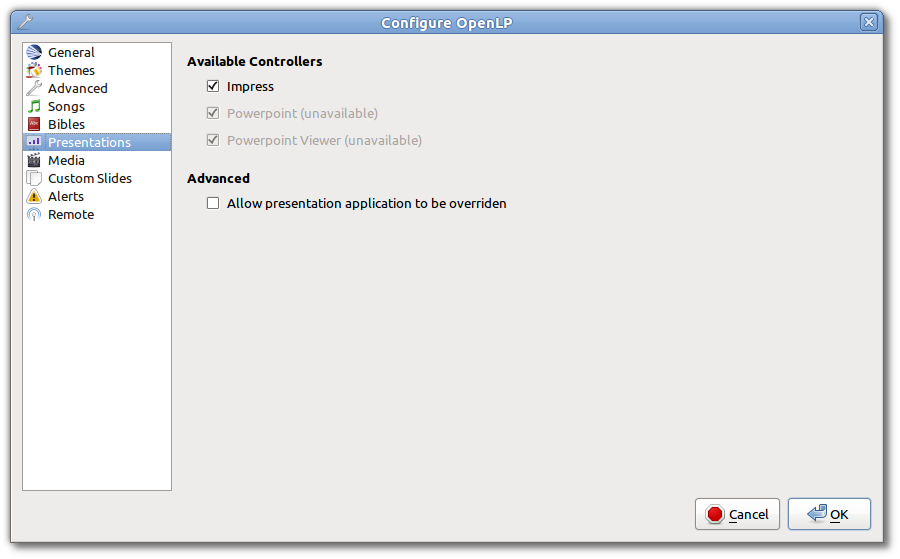 Configure OpenLP
General
Themes
Advanced
Songs
Bibles
Presentations
Media
Custom Slides
Alerts
Remote
Available Controllers
Impress
Powerpoint (unavailable)
Powerpoint Viewer (unavailable)
Advanced
Allow presentation application to be overriden
Cancel
OK